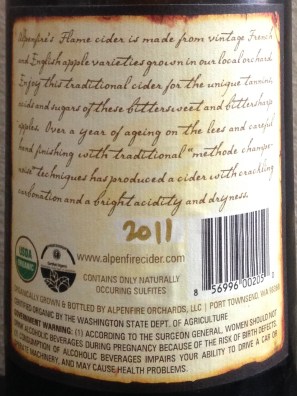 Alpenfire's Flame cider is made from vintage French
and English apple varieties grown in our local orchard.
Enjoy this traditional cider for the unique tannins,
acids and sugars of these bittersweet and bittersharp
apples. Over a year of ageing on the lees and careful
hand finishing with traditional "methode champe-
noise" techniques has produced a cider with crackling
carbonation and a bright acidity and dryness.
2011
www.alpenfirecider.com
USDA
ORGANIC
CONTAINS ONLY NATURALLY
OCCURING SULFITES
8 56996 00205
ORGANICALLY GROWN & BOTTLED BY ALPENFIRE ORCHARDS, LLC | PORT TOWNSEND, WA
CERTIFIED ORGANIC BY THE WASHINGTON STATE DEPT. OF AGRICULTURE
GOVERNMENT WARNING: (1) ACCORDING TO THE SURGEON GENERAL, WOMEN SHOULD NOT
DRINK ALCOHOLIC BEVERAGES DURING PREGNANCY BECAUSE OF THE RISK OF BIRTH DEFECTS.
CONSUMPTION OF ALCOHOLIC BEVERAGES IMPAIRS YOUR ABILITY TO DRIVE A CAR OR
MACHINERY, AND MAY CAUSE HEALTH PROBLEMS.